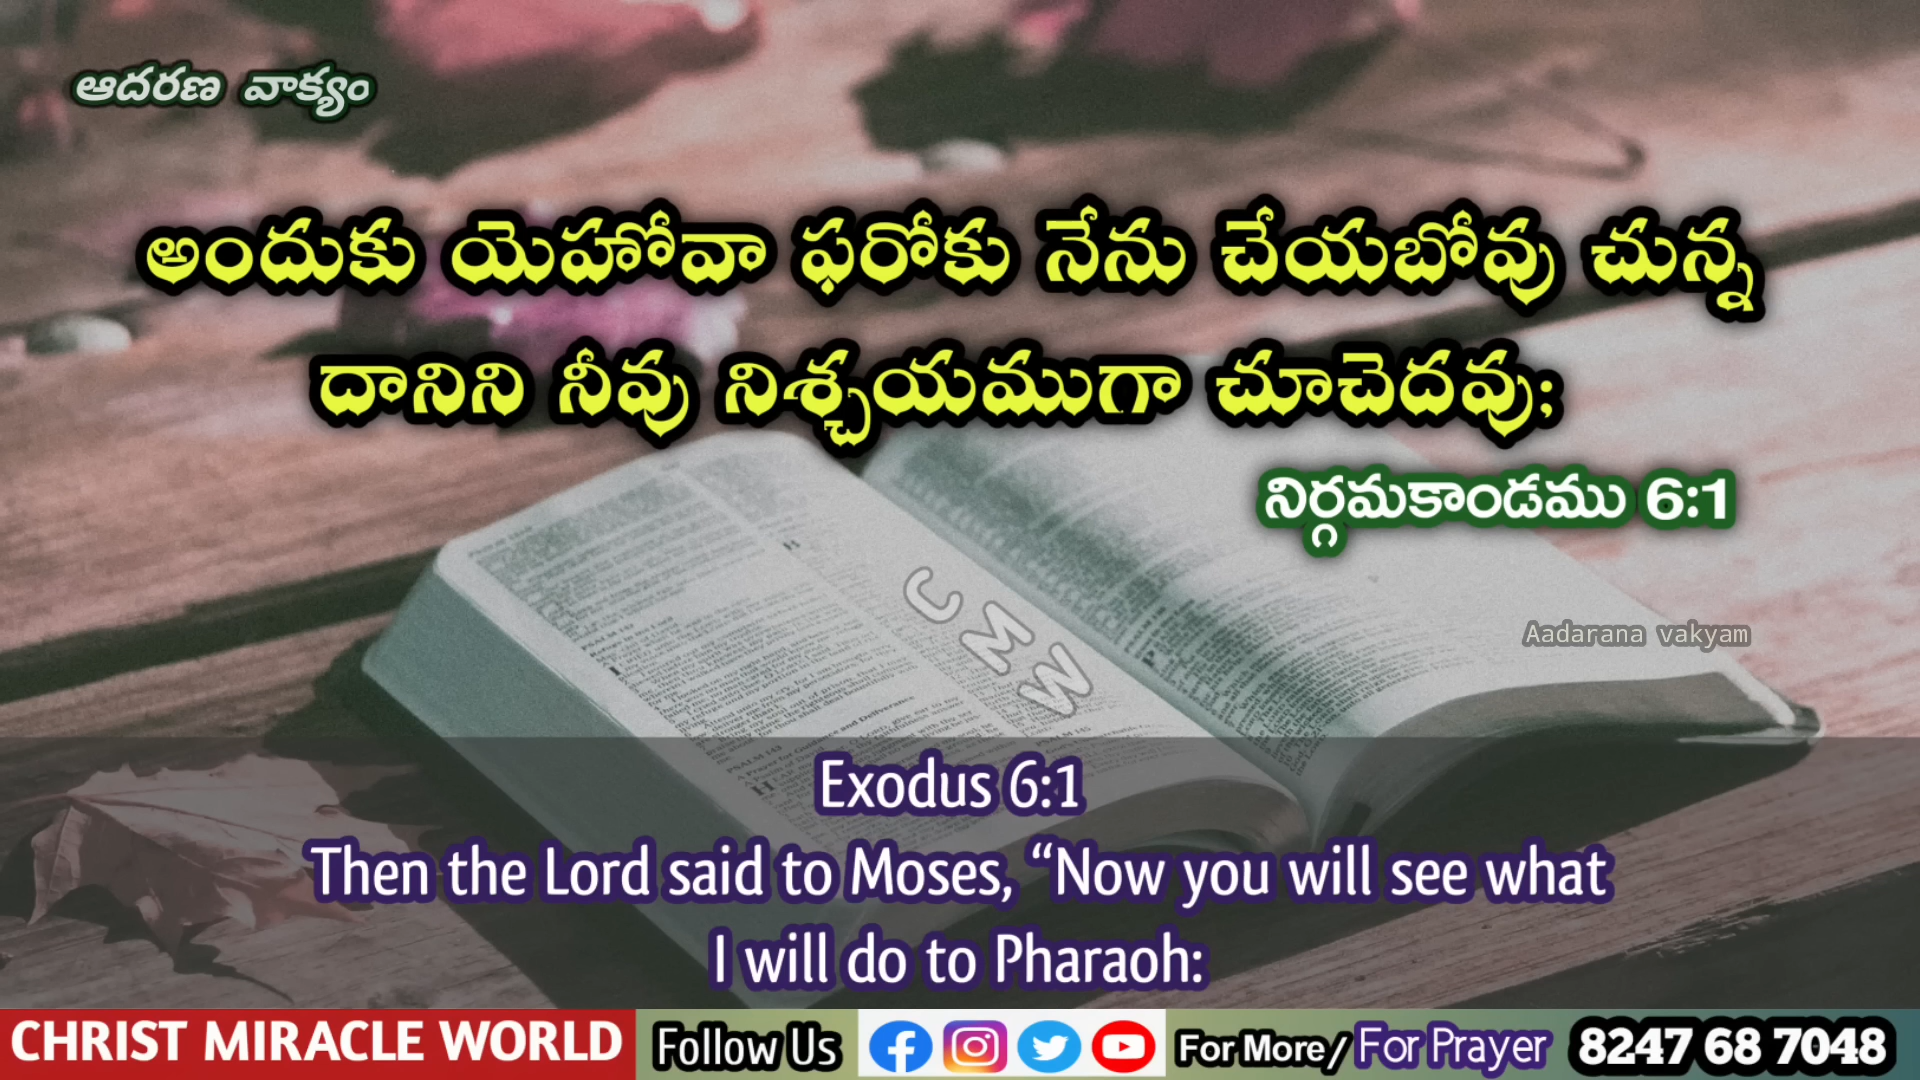 ఆదరణ వాక్యం
అందుకు యెహోవా ఫరోకు నేను చేయబోవు చున్న
దానిని నీవు నిశ్చయముగా చూచెదవు;
నిర్గమకాండము 6:1
C M W
Aadarana vakyam
Exodus 6:1
Then the Lord said to Moses, “Now you will see what
I will do to Pharaoh:
CHRIST MIRACLE WORLD Follow Us For More/ For Prayer 8247 68 7048